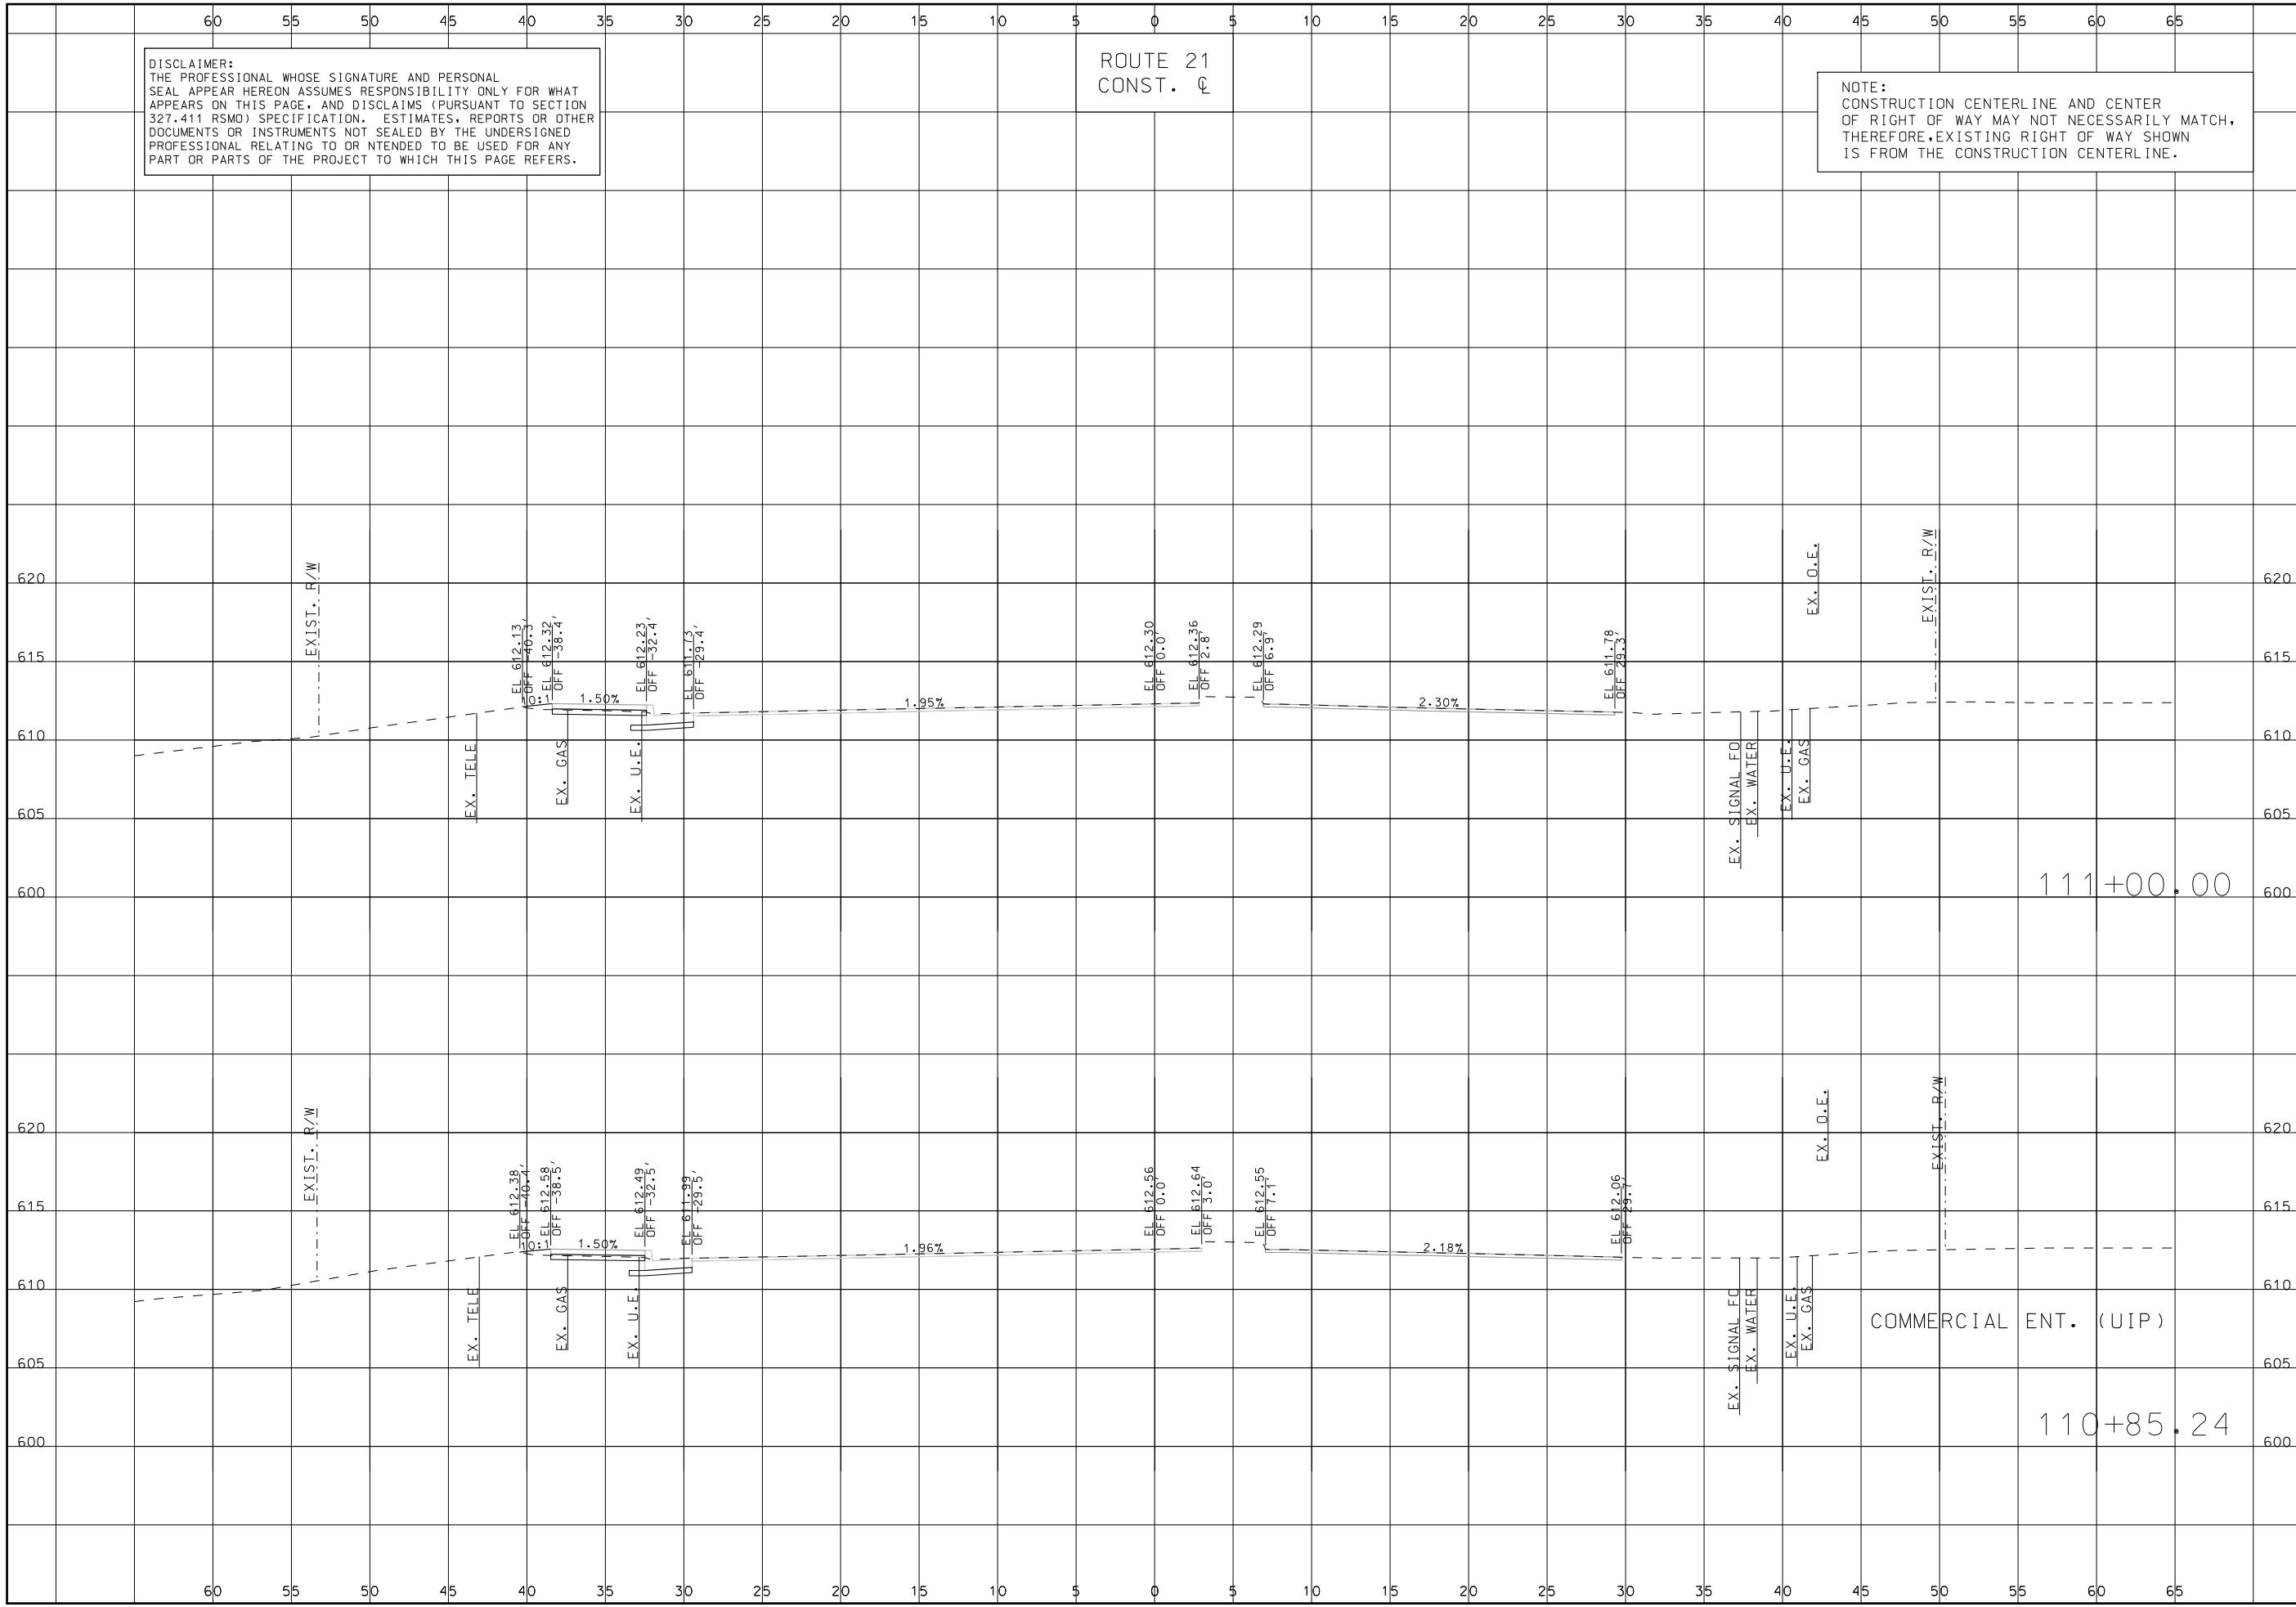 60 55 50 45 40 35 30 25 20 15 10 5 0 5 10 15 20 25 30 35 40 45 50 55 60 65
DISCLAIMER:
THE PROFESSIONAL WHOSE SIGNATURE AND PERSONAL
SEAL APPEAR HEREON ASSUMES RESPONSIBILITY ONLY FOR WHAT
APPEARS ON THIS PAGE, AND DISCLAIMS (PURSUANT TO SECTION
327.411 RSMO) SPECIFICATION. ESTIMATES, REPORTS OR OTHER
DOCUMENTS OR INSTRUMENTS NOT SEALED BY THE UNDERSIGNED
PROFESSIONAL RELATING TO OR NTENDED TO BE USED FOR ANY
PART OR PARTS OF THE PROJECT TO WHICH THIS PAGE REFERS.
ROUTE 21
CONST. ℄
NOTE:
CONSTRUCTION CENTERLINE AND CENTER
OF RIGHT OF WAY MAY NOT NECESSARILY MATCH,
THEREFORE,EXISTING RIGHT OF WAY SHOWN
IS FROM THE CONSTRUCTION CENTERLINE.
620
615
610
605
600
EXIST. R/W
EX. TELE
EL 612.13
OFF -40.3'
EL 612.32
OFF -38.4'
10:1
1.50%
EX. GAS
EL 612.23
OFF -32.4'
EX. U.E.
EL 611.73
OFF -29.4'
1.95%
EL 612.30
OFF 0.0'
EL 612.36
OFF 2.8'
EL 612.29
OFF 6.9'
2.30%
EL 611.78
OFF 29.3'
EX. SIGNAL FO
EX. WATER
EX. U.E.
EX. GAS
EX. O.E.
EXIST. R/W
111+00.00
620
615
610
605
600
620
615
610
605
600
EXIST. R/W
EX. TELE
EL 612.38
OFF -40.4'
EL 612.58
OFF -38.5'
10:1
1.50%
EX. GAS
EL 612.49
OFF -32.5'
EX. U.E.
EL 611.99
OFF -29.5'
1.96%
EL 612.56
OFF 0.0'
EL 612.64
OFF 3.0'
EL 612.55
OFF 7.1'
2.18%
EL 612.06
OFF 29.7'
EX. SIGNAL FO
EX. WATER
EX. U.E.
EX. GAS
EX. O.E.
EXIST. R/W
COMMERCIAL ENT. (UIP)
110+85.24
620
615
610
605
600
60 55 50 45 40 35 30 25 20 15 10 5 0 5 10 15 20 25 30 35 40 45 50 55 60 65